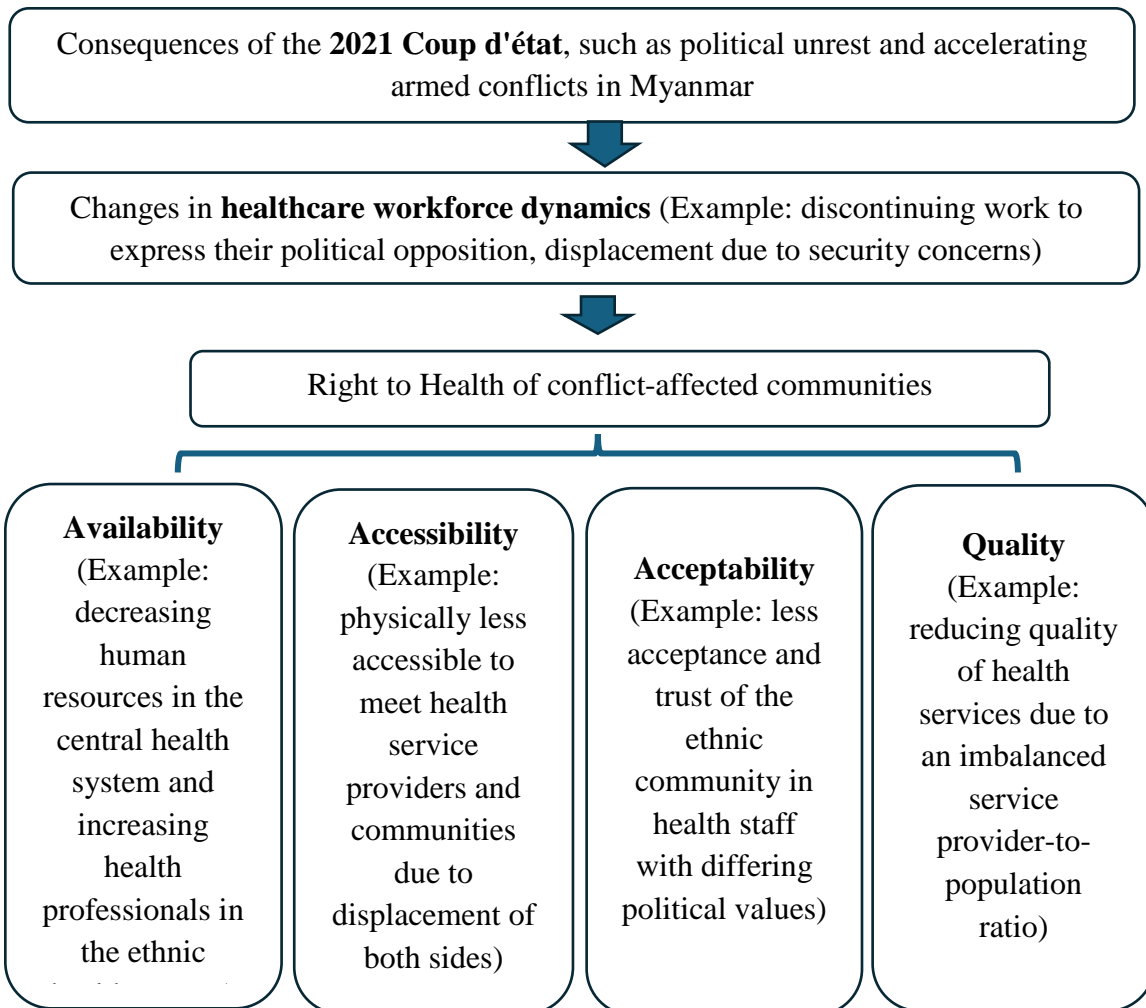 Consequences of the 2021 Coup d'état, such as political unrest and accelerating
armed conflicts in Myanmar
Changes in healthcare workforce dynamics (Example: discontinuing work to
express their political opposition, displacement due to security concerns)
Right to Health of conflict-affected communities
Availability
(Example:
decreasing
human
resources in the
central health
system and
increasing
health
professionals in
the ethnic
Accessibility
(Example:
physically less
accessible to
meet health
service
providers and
communities
due to
displacement of
both sides)
Acceptability
(Example: less
acceptance and
trust of the
ethnic
community in
health staff
with differing
political values)
Quality
(Example:
reducing quality
of health
services due to
an imbalanced
service
provider-to-
population
ratio)